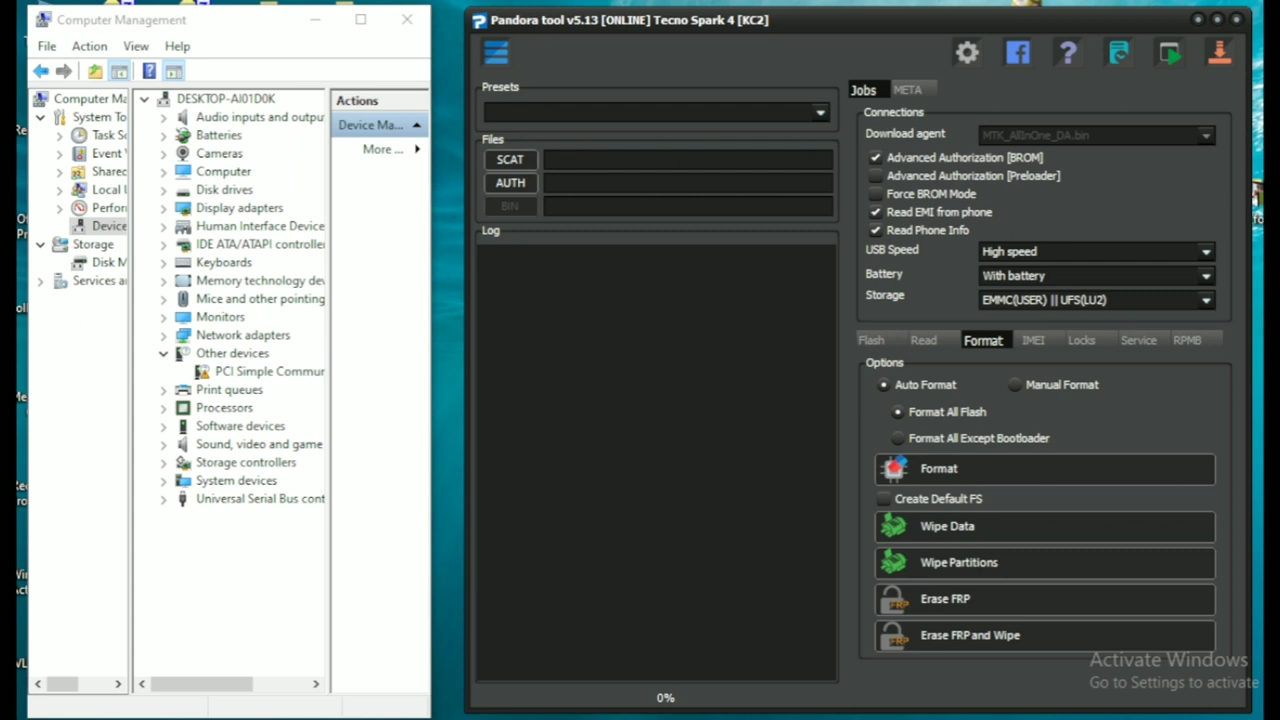 Computer Management
File Action View Help
Computer Ma
System To
Task Sc
Event
Shared
Local U
Perfor
Device
Storage
Disk M
Services a
DESKTOP-AI01D0K
Audio inputs and outpu
Batteries
Cameras
Computer
Disk drives
Display adapters
Human Interface Device
IDE ATA/ATAPI controlle
Keyboards
Memory technology dev
Mice and other pointing
Monitors
Network adapters
Other devices
PCI Simple Commun
Print queues
Processors
Software devices
Sound, video and game
Storage controllers
System devices
Universal Serial Bus cont
Actions
Device Ma...
More ...
Pandora tool v5.13 [ONLINE] Tecno Spark 4 [KC2]
Presets
Files
SCAT
AUTH
BIN
Log
0%
Jobs META
Connections
Download agent MTK_AllInOne_DA.bin
Advanced Authorization [BROM]
Advanced Authorization [Preloader]
Force BROM Mode
Read EMI from phone
Read Phone Info
USB Speed High speed
Battery With battery
Storage EMMC(USER) || UFS(LU2)
Flash Read Format IMEI Locks Service RPMB
Options
Auto Format Manual Format
Format All Flash
Format All Except Bootloader
Format
Create Default FS
Wipe Data
Wipe Partitions
FRP Erase FRP
FRP Erase FRP and Wipe
Activate Windows
Go to Settings to activate